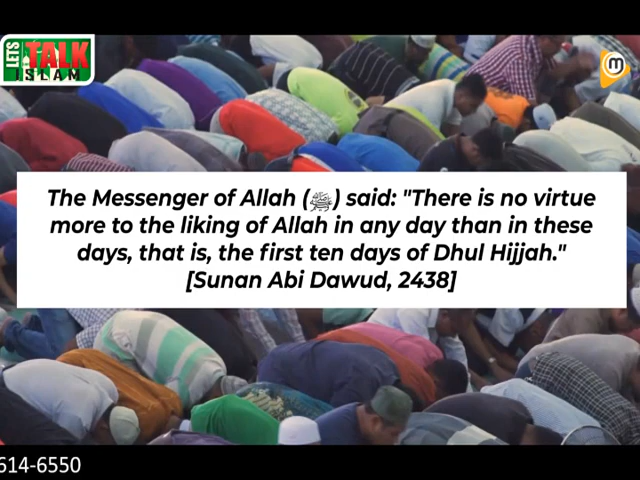 LETS
TALK
ISLAM
m
The Messenger of Allah (ﷺ) said: "There is no virtue
more to the liking of Allah in any day than in these
days, that is, the first ten days of Dhul Hijjah."
[Sunan Abi Dawud, 2438]
614-6550